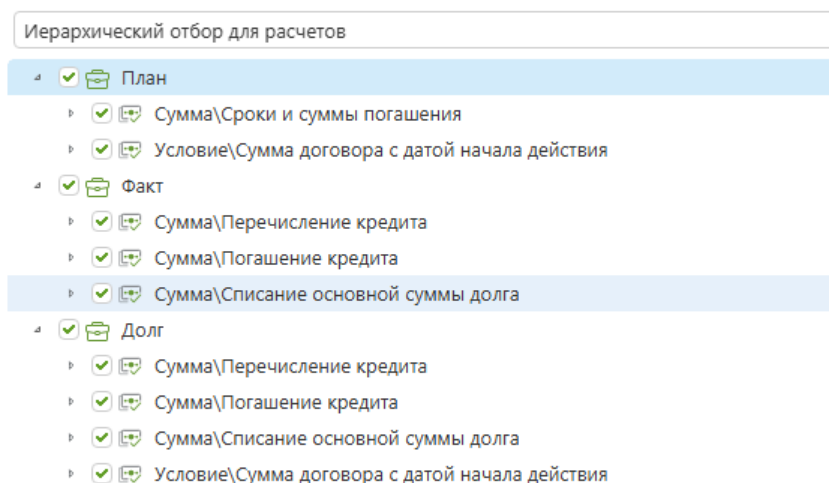 Иерархический отбор для расчетов
План
Сумма\Сроки и суммы погашения
Условие\Сумма договора с датой начала действия
Факт
Сумма\Перечисление кредита
Сумма\Погашение кредита
Сумма\Списание основной суммы долга
Долг
Сумма\Перечисление кредита
Сумма\Погашение кредита
Сумма\Списание основной суммы долга
Условие\Сумма договора с датой начала действия